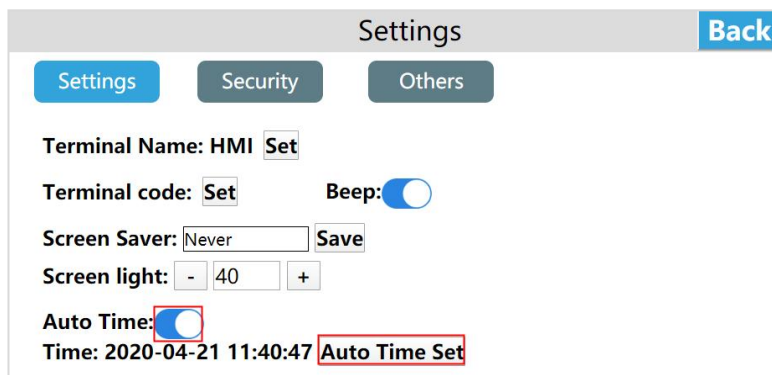 Settings Back
Settings Security Others
Terminal Name: HMI Set
Terminal code: Set Beep:
Screen Saver: Never Save
Screen light: - 40 +
Auto Time:
Time: 2020-04-21 11:40:47 Auto Time Set